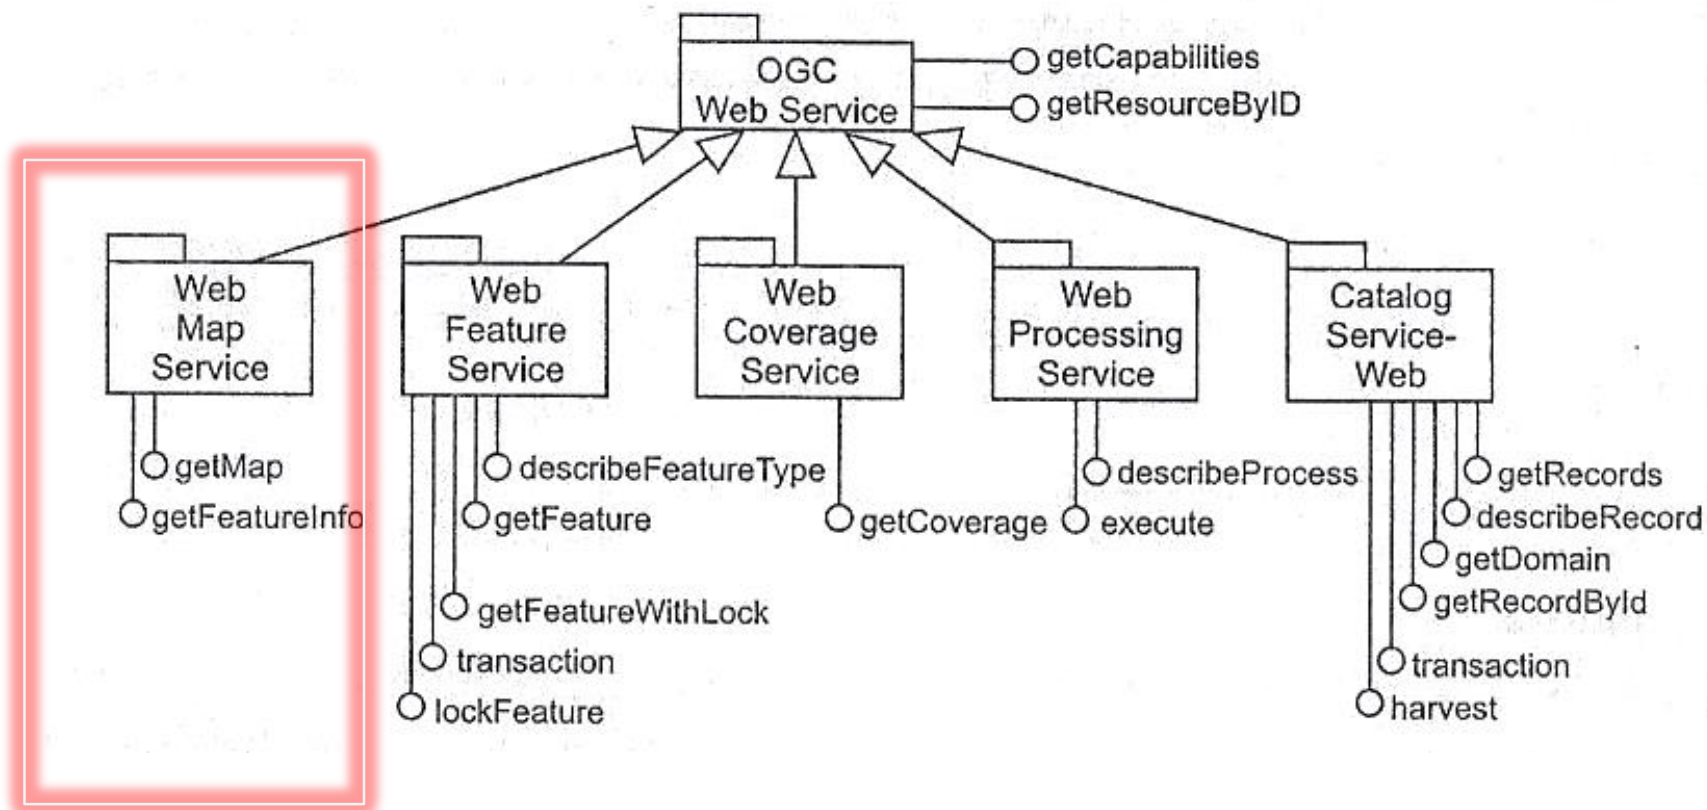 OGC
Web Service
getCapabilities
getResourceByID
Web
Map
Service
getMap
getFeatureInfo
Web
Feature
Service
describeFeatureType
getFeature
getFeatureWithLock
transaction
lockFeature
Web
Coverage
Service
getCoverage
Web
Processing
Service
describeProcess
execute
Catalog
Service-
Web
getRecords
describeRecord
getDomain
getRecordById
transaction
harvest